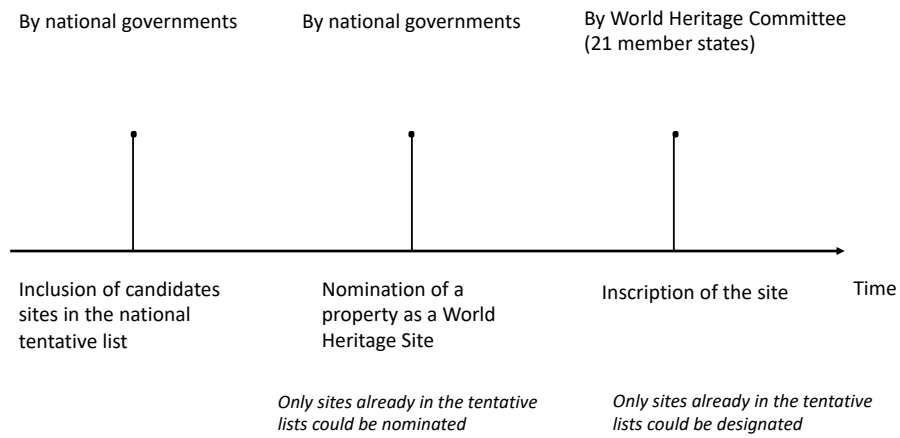 By national governments
By national governments
By World Heritage Committee
(21 member states)
Inclusion of candidates
sites in the national
tentative list
Nomination of a
property as a World
Heritage Site
Inscription of the site
Time
Only sites already in the tentative
lists could be nominated
Only sites already in the tentative
lists could be designated